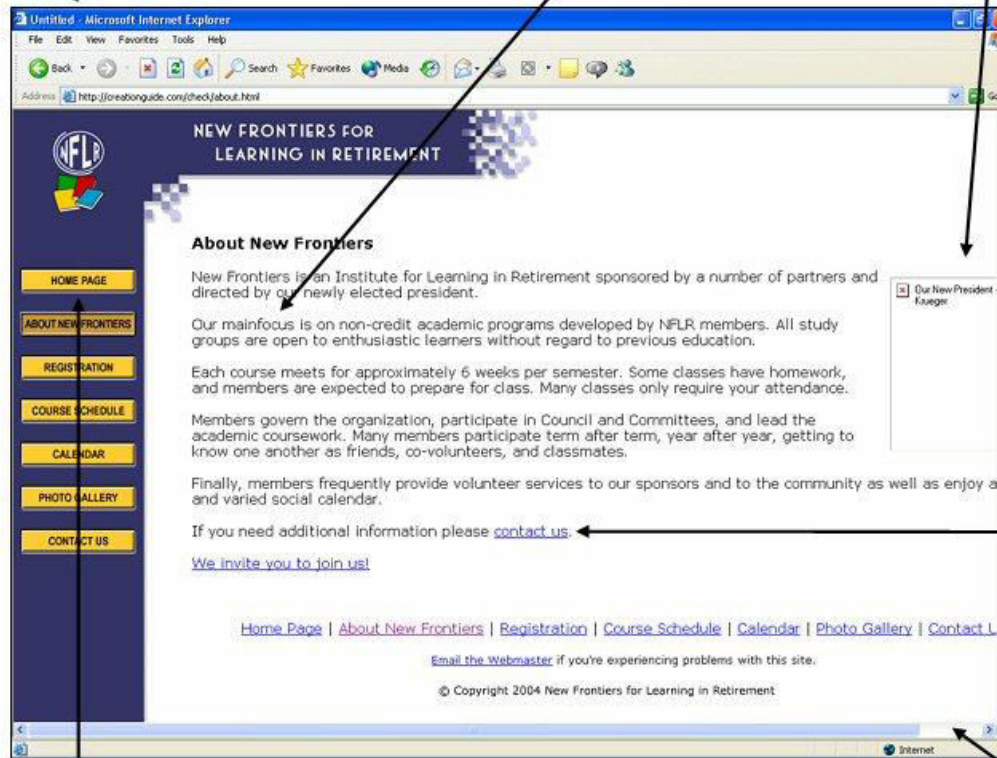 Untitled - Microsoft Internet Explorer
File Edit View Favorites Tools Help
Back Search Favorites Media
Address http://creationguide.com/check/about.html
NFLR
NEW FRONTIERS FOR
LEARNING IN RETIREMENT
HOME PAGE
ABOUT NEW FRONTIERS
REGISTRATION
COURSE SCHEDULE
CALENDAR
PHOTO GALLERY
CONTACT US
About New Frontiers
New Frontiers is an Institute for Learning in Retirement sponsored by a number of partners and
directed by our newly elected president.
Our New President -
Krueger
Our mainfocus is on non-credit academic programs developed by NFLR members. All study
groups are open to enthusiastic learners without regard to previous education.
Each course meets for approximately 6 weeks per semester. Some classes have homework,
and members are expected to prepare for class. Many classes only require your attendance.
Members govern the organization, participate in Council and Committees, and lead the
academic coursework. Many members participate term after term, year after year, getting to
know one another as friends, co-volunteers, and classmates.
Finally, members frequently provide volunteer services to our sponsors and to the community as well as enjoy a
and varied social calendar.
If you need additional information please contact us.
We invite you to join us!
Home Page | About New Frontiers | Registration | Course Schedule | Calendar | Photo Gallery | Contact
Email the Webmaster if you're experiencing problems with this site.
© Copyright 2004 New Frontiers for Learning in Retirement
Internet